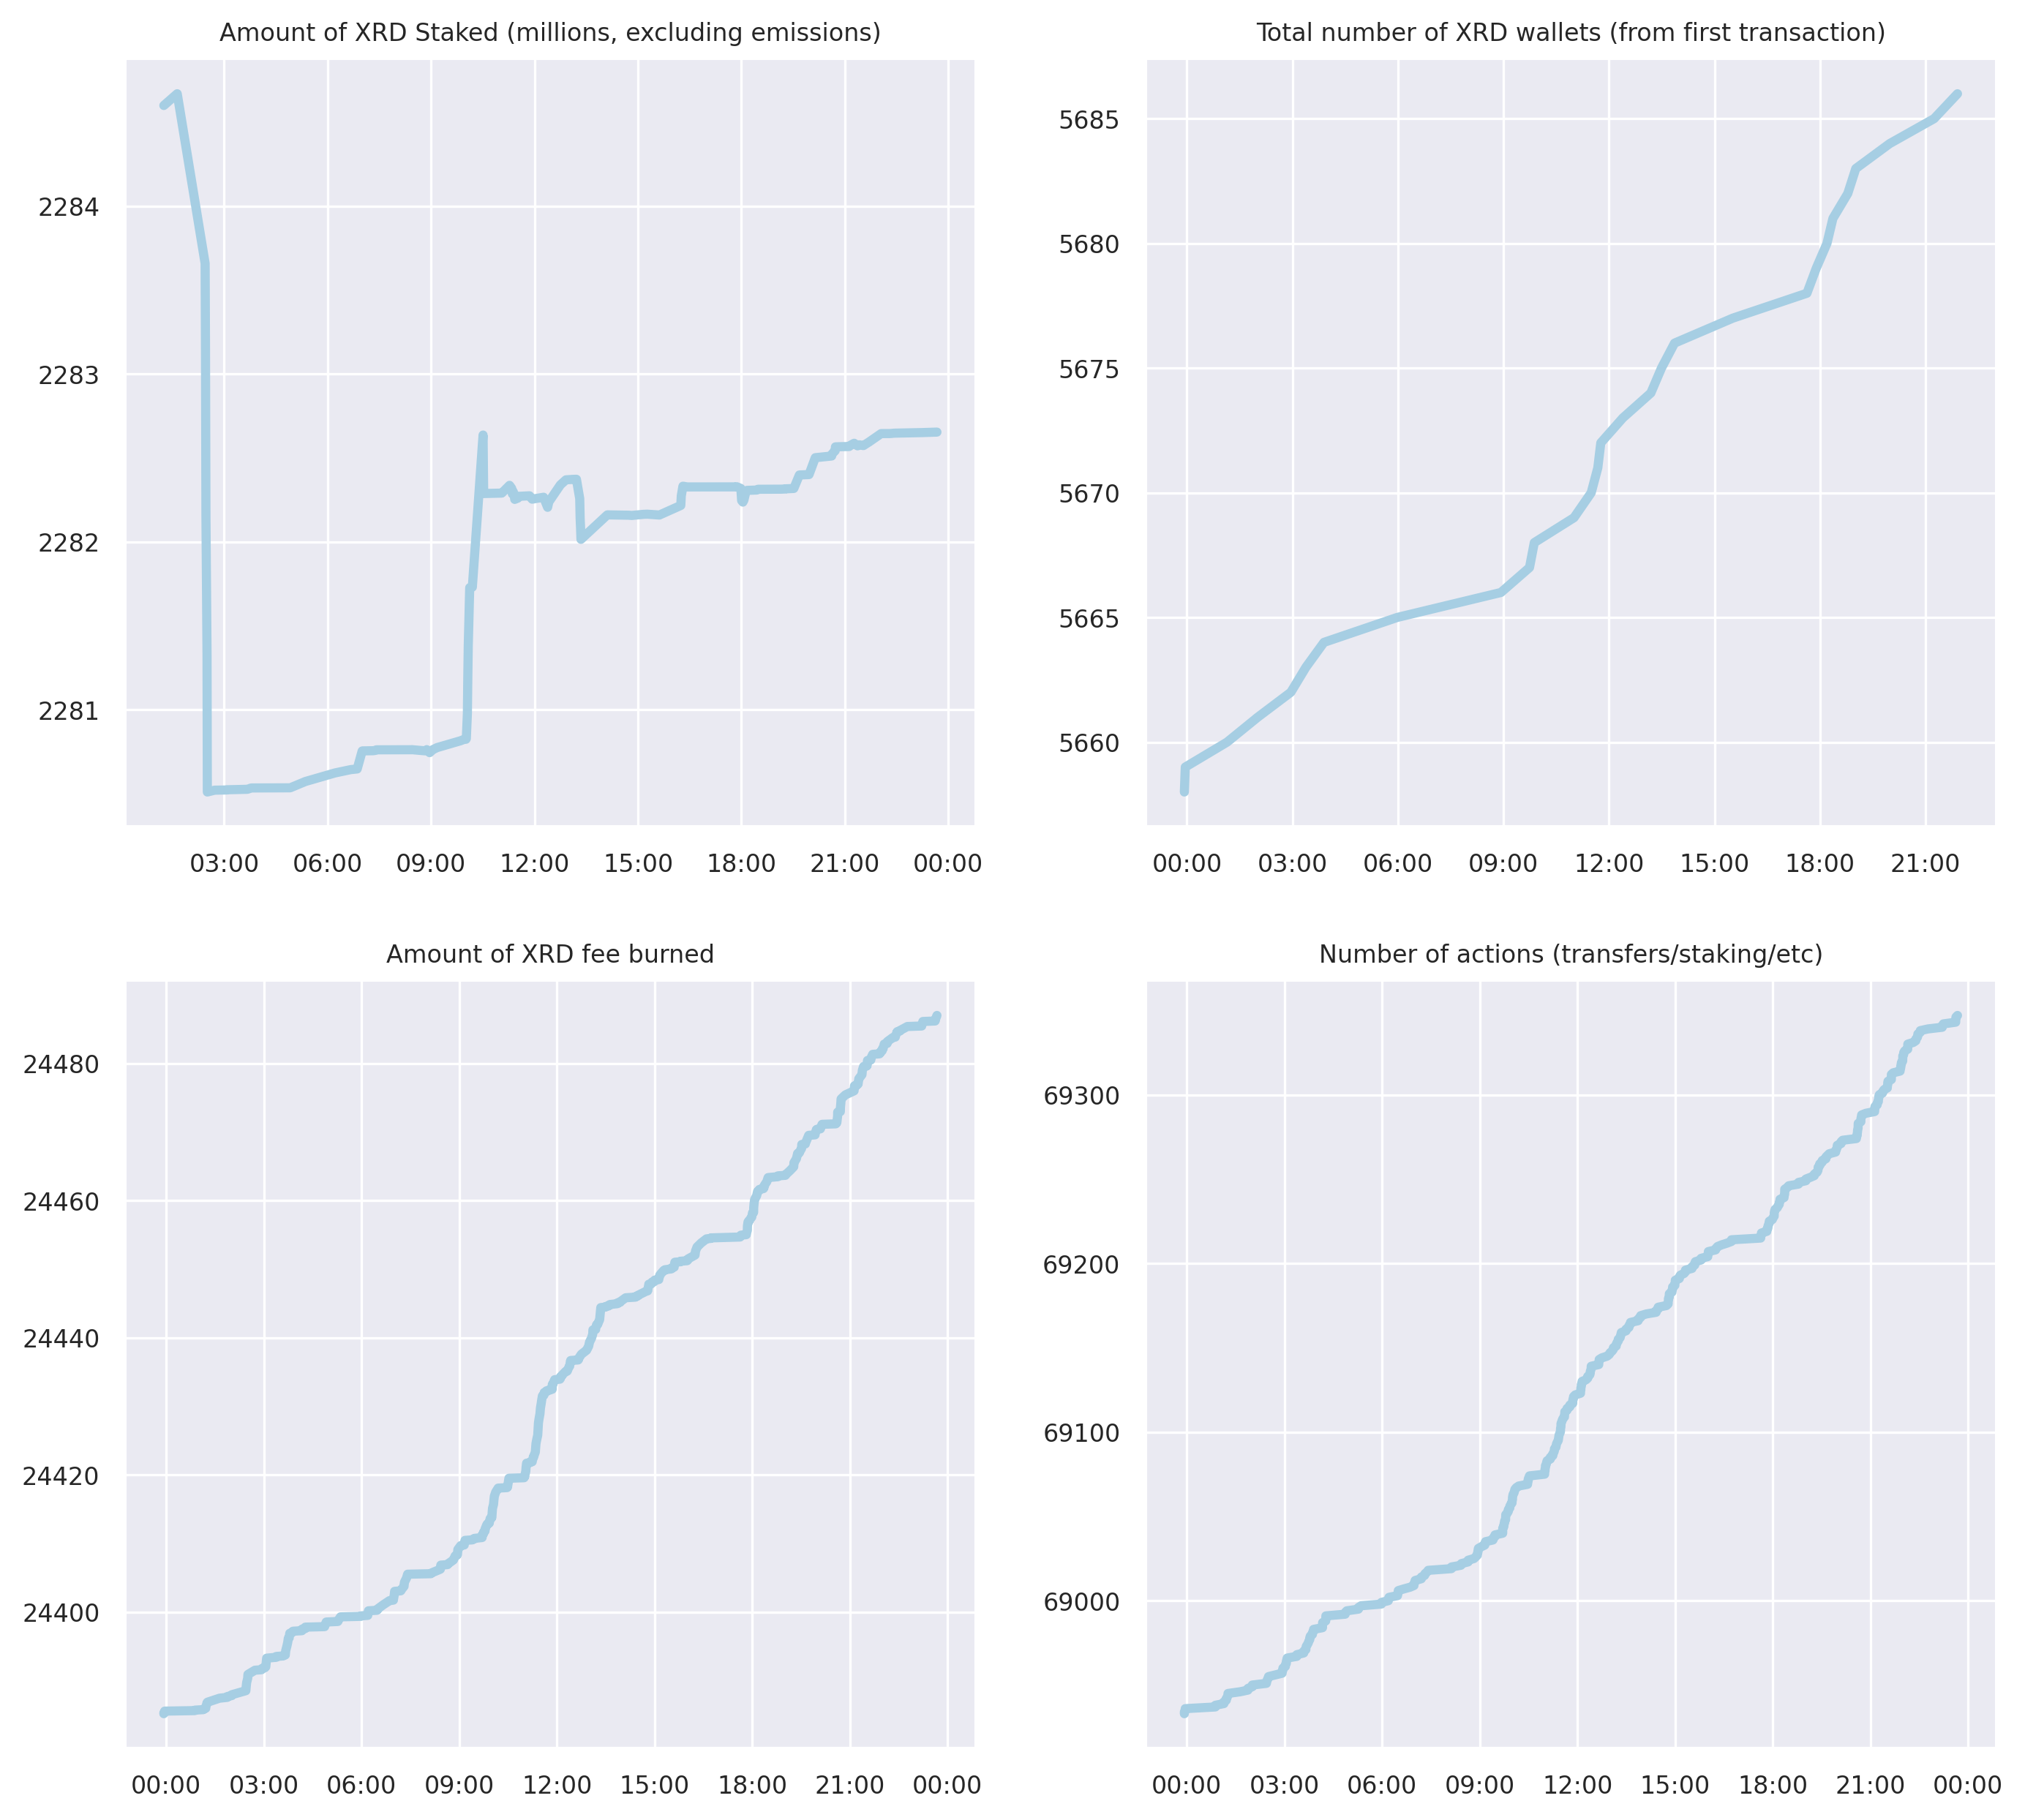 Amount of XRD Staked (millions, excluding emissions)
2284
2283
2282
2281
03:00 06:00 09:00 12:00 15:00 18:00 21:00 00:00
Total number of XRD wallets (from first transaction)
5685
5680
5675
5670
5665
5660
00:00 03:00 06:00 09:00 12:00 15:00 18:00 21:00
Amount of XRD fee burned
24480
24460
24440
24420
24400
00:00 03:00 06:00 09:00 12:00 15:00 18:00 21:00 00:00
Number of actions (transfers/staking/etc)
69300
69200
69100
69000
00:00 03:00 06:00 09:00 12:00 15:00 18:00 21:00 00:00